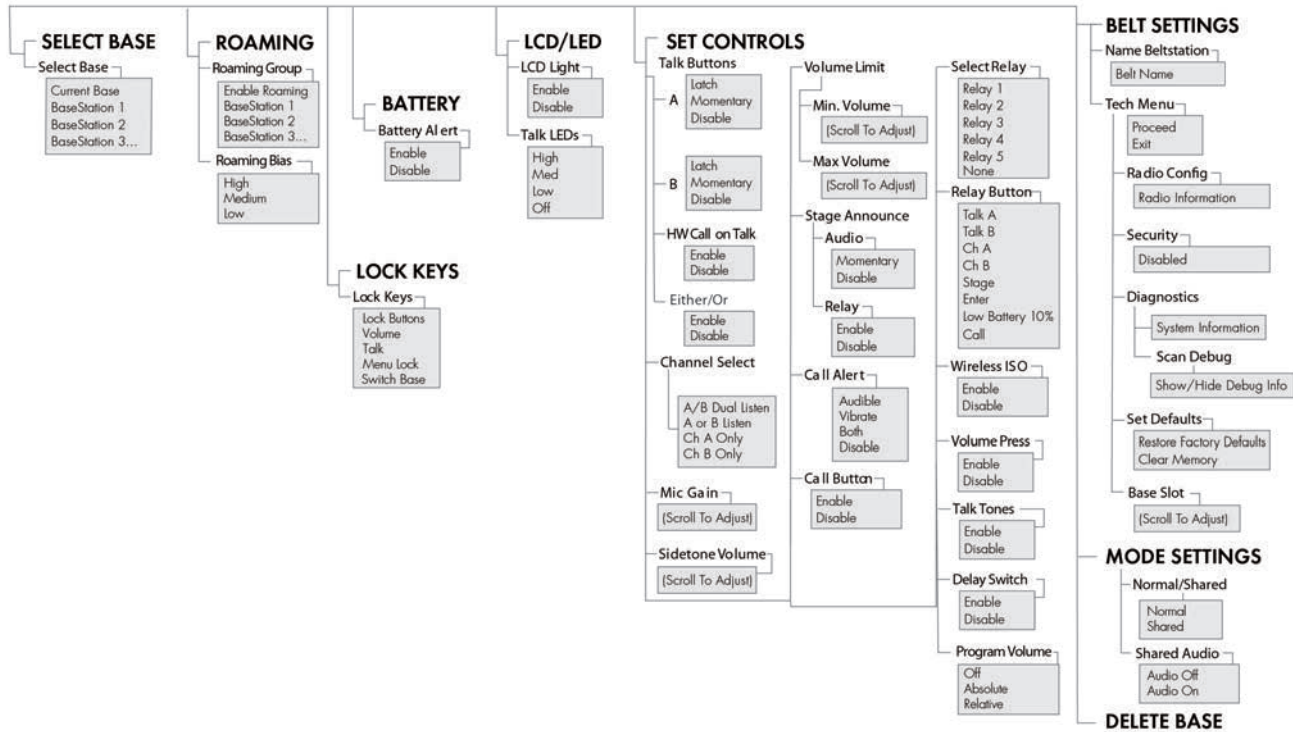 SELECT BASE
Select Base
Current Base
BaseStation 1
BaseStation 2
BaseStation 3...
ROAMING
Roaming Group
Enable Roaming
BaseStation 1
BaseStation 2
BaseStation 3...
Roaming Bias
High
Medium
Low
LOCK KEYS
Lock Keys
Lock Buttons
Volume
Talk
Menu Lock
Switch Base
BATTERY
Battery Alert
Enable
Disable
LCD/LED
LCD Light
Enable
Disable
Talk LEDs
High
Med
Low
Off
SET CONTROLS
Talk Buttons
A
Latch
Momentary
Disable
B
Latch
Momentary
Disable
HW Call on Talk
Enable
Disable
Either/Or
Enable
Disable
Channel Select
A/B Dual Listen
A or B Listen
Ch A Only
Ch B Only
Mic Gain
(Scroll To Adjust)
Sidetone Volume
(Scroll To Adjust)
Volume Limit
Min. Volume
(Scroll To Adjust)
Max Volume
(Scroll To Adjust)
Stage Announce
Audio
Momentary
Disable
Relay
Enable
Disable
Call Alert
Audible
Vibrate
Both
Disable
Call Button
Enable
Disable
Select Relay
Relay 1
Relay 2
Relay 3
Relay 4
Relay 5
None
Relay Button
Talk A
Talk B
Ch A
Ch B
Stage
Enter
Low Battery 10%
Call
Wireless ISO
Enable
Disable
Volume Press
Enable
Disable
Talk Tones
Enable
Disable
Delay Switch
Enable
Disable
Program Volume
Off
Absolute
Relative
BELT SETTINGS
Name Beltstation
Belt Name
Tech Menu
Proceed
Exit
Radio Config
Radio Information
Security
Disabled
Diagnostics
System Information
Scan Debug
Show/Hide Debug Info
Set Defaults
Restore Factory Defaults
Clear Memory
Base Slot
(Scroll To Adjust)
MODE SETTINGS
Normal/Shared
Normal
Shared
Shared Audio
Audio Off
Audio On
DELETE BASE